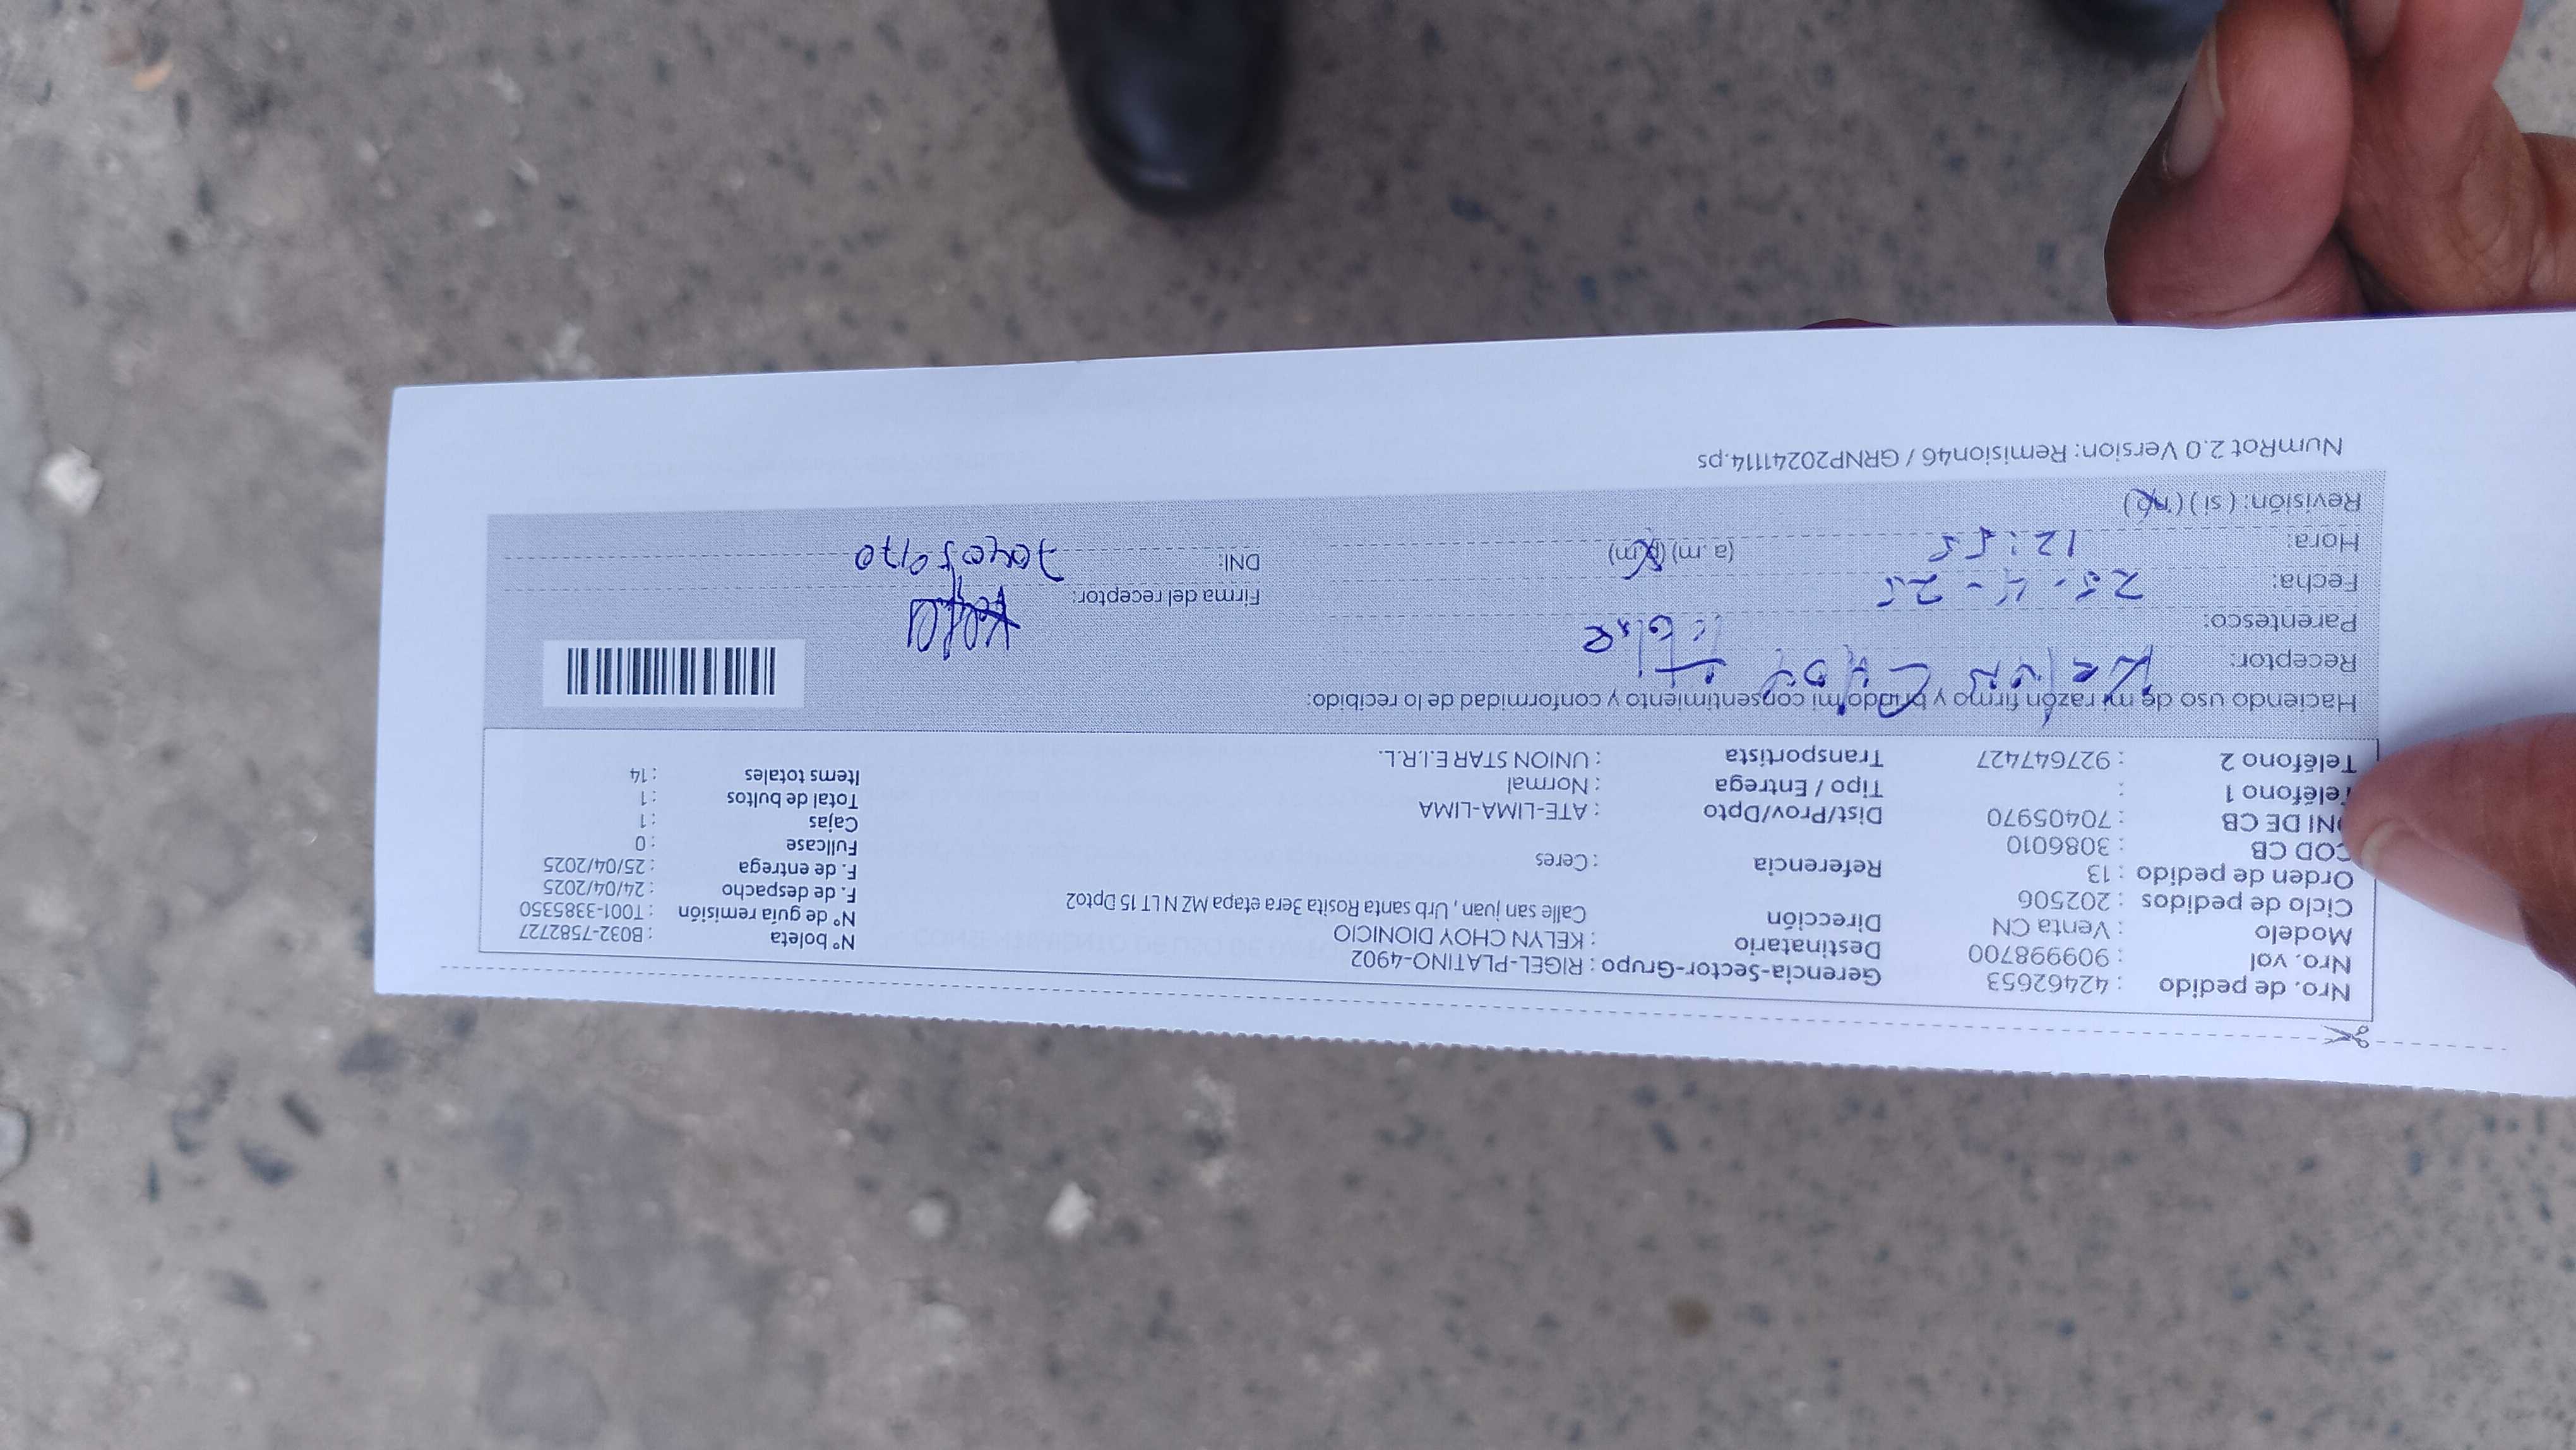 Nro. de pedido : 42462653 Gerencia-Sector-Grupo : RIGEL-PLATINO-4902 N° boleta : B032-7582727
Nro. val : 909998700 Destinatario : KELYN CHOY DIONICIO N° de guía remisión : T001-3385350
Modelo : Venta CN Dirección Calle san juan , Urb santa Rosita 3era etapa MZ N LT 15 Dpto2 F. de despacho : 24/04/2025
Ciclo de pedidos : 202506 Referencia : Ceres F. de entrega : 25/04/2025
Orden de pedido : 13 Dist/Prov/Dpto : ATE-LIMA-LIMA Fullcase : 0
COD CB : 3086010 Tipo / Entrega : Normal Cajas : 1
DNI DE CB : 70405970 Transportista : UNION STAR E.I.R.L. Total de bultos : 1
Teléfono 1 : Items totales : 14
Teléfono 2 : 927647427
Haciendo uso de mi razón firmo y brindo mi consentimiento y conformidad de lo recibido:
Receptor: Kelyn Choy
Parentesco: titular
Fecha: 25-4-25 Firma del receptor:
Hora: 12:55 (a.m) (p.m) DNI: 70405970
Revisión: ( si ) ( no )
NumRot 2.0 Version: Remision46 / GRNP20241114.ps